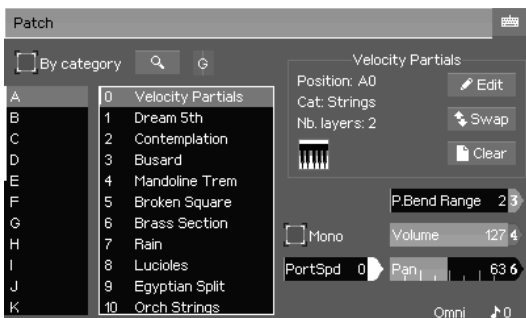 Patch
By category
G
A
B
C
D
E
F
G
H
I
J
K
0 Velocity Partials
1 Dream 5th
2 Contemplation
3 Busard
4 Mandoline Trem
5 Broken Square
6 Brass Section
7 Rain
8 Lucioles
9 Egyptian Split
10 Orch Strings
Velocity Partials
Position: A0
Cat: Strings
Nb. layers: 2
Edit
Swap
Clear
P.Bend Range 2 3
Mono
Volume 127 4
PortSpd 0
Pan 63 6
Omni
0